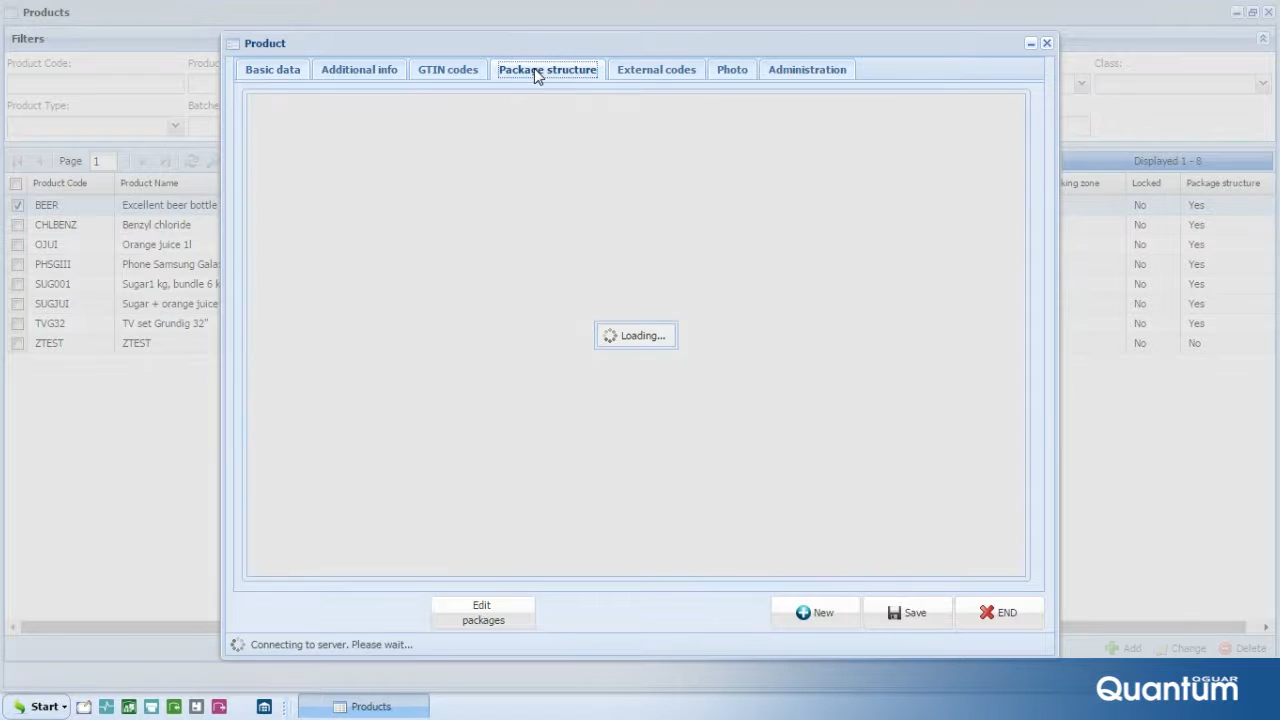 Products
Filters
Product Code:
Produc
Class:
Product Type:
Batche
Page 1
Displayed 1 - 8
Product Code Product Name
king zone Locked Package structure
BEER Excellent beer bottle No Yes
CHLBENZ Benzyl chloride No Yes
OJUI Orange juice 1l No Yes
PHSGIII Phone Samsung Gala No Yes
SUG001 Sugar1 kg, bundle 6 k No Yes
SUGJUI Sugar + orange juice No Yes
TVG32 TV set Grundig 32" No Yes
ZTEST ZTEST No No
Product
Basic data Additional info GTIN codes Package structure External codes Photo Administration
Loading...
Edit
packages
New Save END
Connecting to server. Please wait...
Add Change Delete
OGUAR
Quantum
Start Products